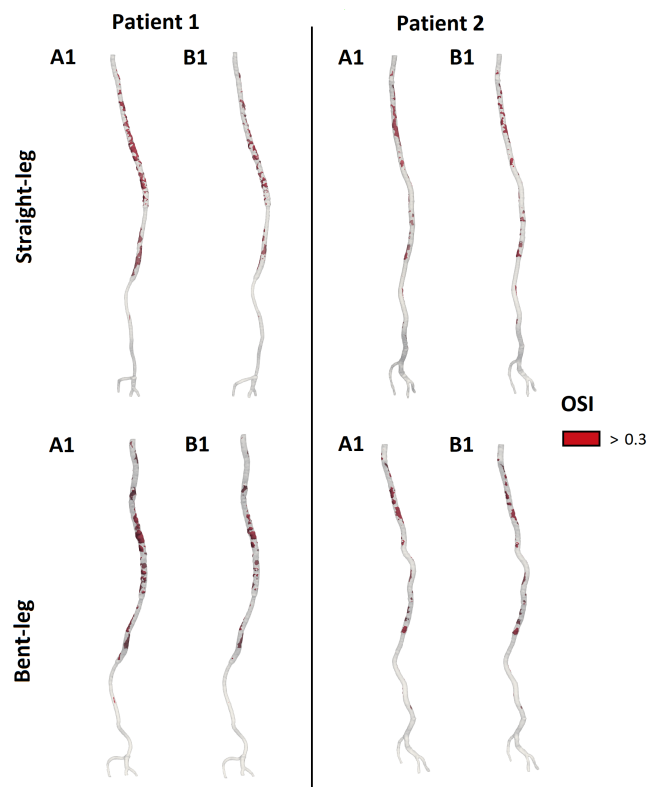 Patient 1
Patient 2
A1
B1
A1
B1
Straight-leg
OSI
> 0.3
A1
B1
A1
B1
Bent-leg